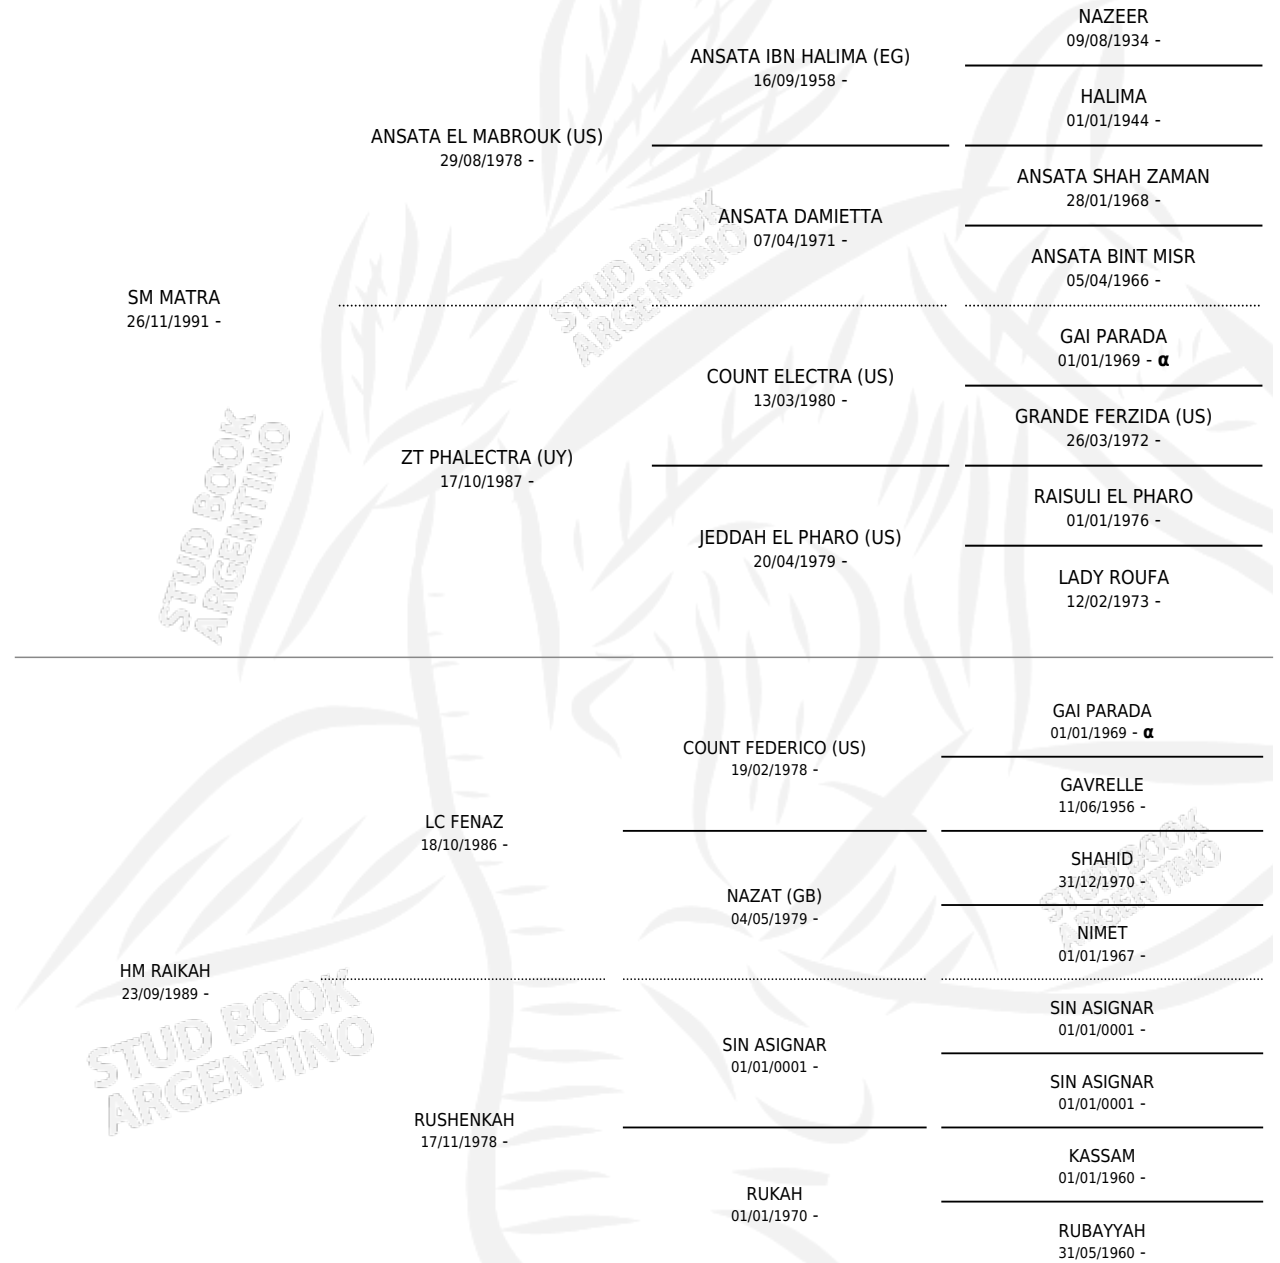 NAZEER
09/08/1934 -
ANSATA IBN HALIMA (EG)
16/09/1958 -
HALIMA
01/01/1944 -
ANSATA EL MABROUK (US)
29/08/1978 -
ANSATA SHAH ZAMAN
28/01/1968 -
ANSATA DAMIETTA
07/04/1971 -
ANSATA BINT MISR
05/04/1966 -
SM MATRA
26/11/1991 -
GAI PARADA
01/01/1969 - α
COUNT ELECTRA (US)
13/03/1980 -
GRANDE FERZIDA (US)
26/03/1972 -
ZT PHALECTRA (UY)
17/10/1987 -
RAISULI EL PHARO
01/01/1976 -
JEDDAH EL PHARO (US)
20/04/1979 -
LADY ROUFA
12/02/1973 -
STUD BOOK
ARGENTINO
STUD BOOK
ARGENTINO
GAI PARADA
01/01/1969 - α
COUNT FEDERICO (US)
19/02/1978 -
GAVRELLE
11/06/1956 -
LC FENAZ
18/10/1986 -
SHAHID
31/12/1970 -
NAZAT (GB)
04/05/1979 -
NIMET
01/01/1967 -
HM RAIKAH
23/09/1989 -
SIN ASIGNAR
01/01/0001 -
SIN ASIGNAR
01/01/0001 -
SIN ASIGNAR
01/01/0001 -
RUSHENKAH
17/11/1978 -
KASSAM
01/01/1960 -
RUKAH
01/01/1970 -
RUBAYYAH
31/05/1960 -
STUD BOOK
ARGENTINO
STUD BOOK
ARGENTINO